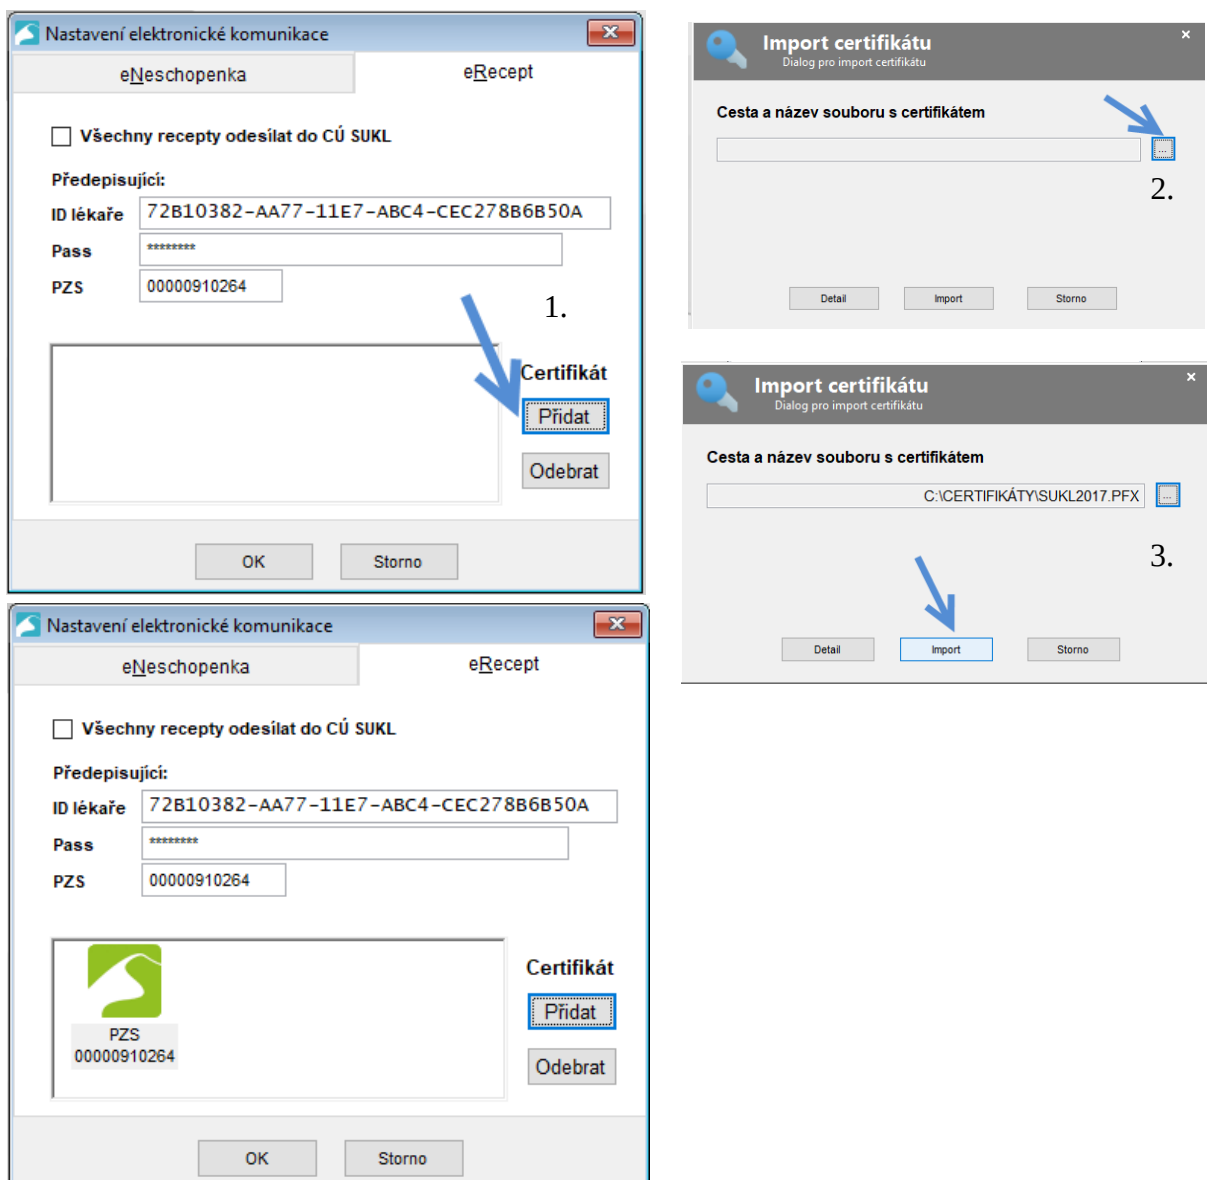 Nastavení elektronické komunikace
eNeschopenka
eRecept
Všechny recepty odesílat do CÚ SUKL
Předepisující:
ID lékaře 72B10382-AA77-11E7-ABC4-CEC278B6B50A
Pass ********
PZS 00000910264
1.
Certifikát
Přidat
Odebrat
OK
Storno
Import certifikátu
Dialog pro import certifikátu
Cesta a název souboru s certifikátem
...
2.
Detail
Import
Storno
Import certifikátu
Dialog pro import certifikátu
Cesta a název souboru s certifikátem
C:\CERTIFIKÁTY\SUKL2017.PFX
...
3.
Detail
Import
Storno
Nastavení elektronické komunikace
eNeschopenka
eRecept
Všechny recepty odesílat do CÚ SUKL
Předepisující:
ID lékaře 72B10382-AA77-11E7-ABC4-CEC278B6B50A
Pass ********
PZS 00000910264
PZS
00000910264
Certifikát
Přidat
Odebrat
OK
Storno